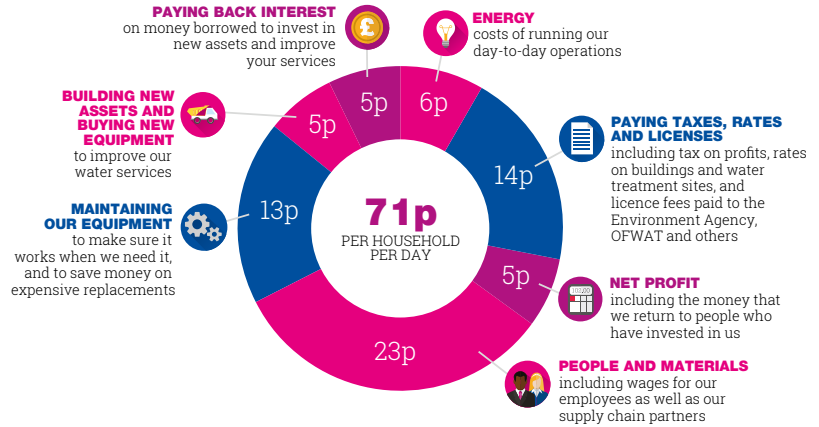 PAYING BACK INTEREST
on money borrowed to invest in
new assets and improve
your services
£
ENERGY
costs of running our
day-to-day operations
BUILDING NEW
ASSETS AND
BUYING NEW
EQUIPMENT
to improve our
water services
5p
5p
6p
PAYING TAXES, RATES
AND LICENSES
including tax on profits, rates
on buildings and water
treatment sites, and
licence fees paid to the
Environment Agency,
OFWAT and others
14p
MAINTAINING
OUR EQUIPMENT
to make sure it
works when we need it,
and to save money on
expensive replacements
13p
71p
PER HOUSEHOLD
PER DAY
5p
NET PROFIT
including the money that
we return to people who
have invested in us
23p
PEOPLE AND MATERIALS
including wages for our
employees as well as our
supply chain partners